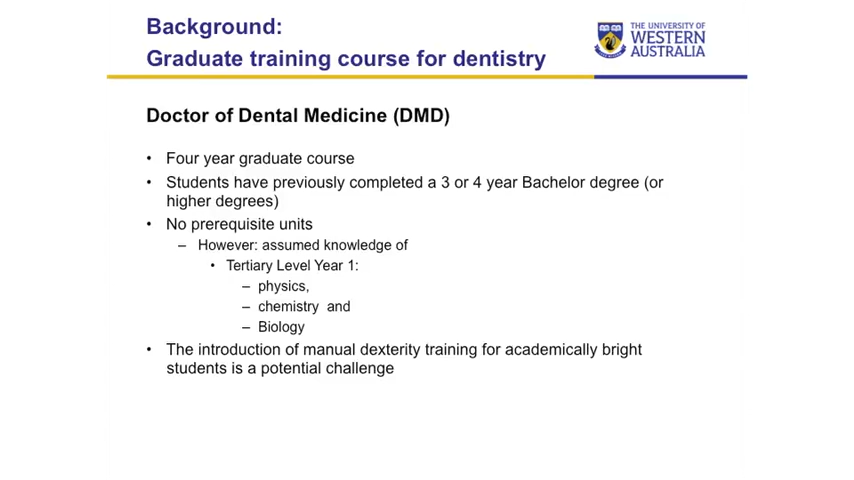 Background:
Graduate training course for dentistry
THE UNIVERSITY OF
WESTERN
AUSTRALIA
Doctor of Dental Medicine (DMD)
• Four year graduate course
• Students have previously completed a 3 or 4 year Bachelor degree (or
higher degrees)
• No prerequisite units
– However: assumed knowledge of
• Tertiary Level Year 1:
– physics,
– chemistry and
– Biology
• The introduction of manual dexterity training for academically bright
students is a potential challenge